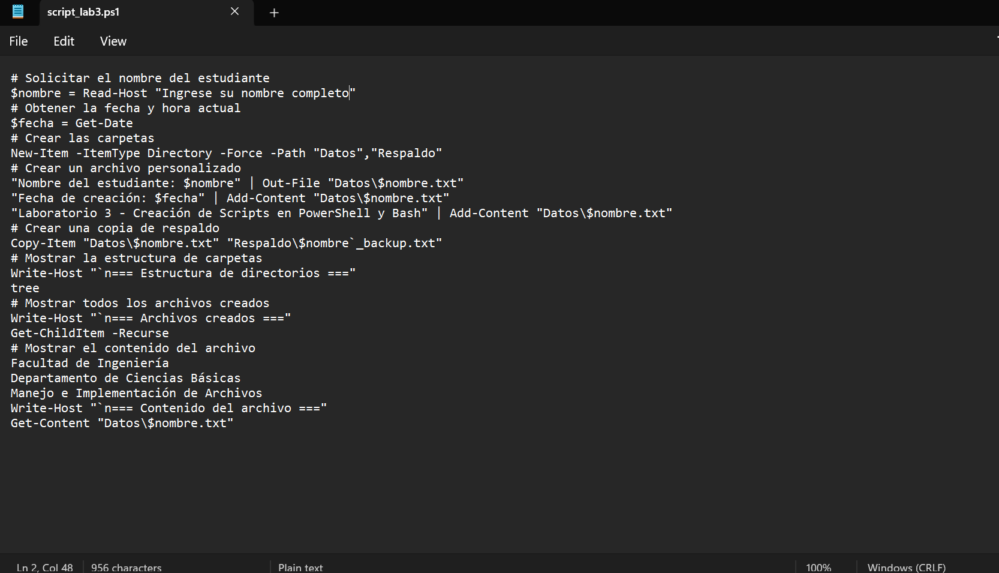 script_lab3.ps1
File Edit View
# Solicitar el nombre del estudiante
$nombre = Read-Host "Ingrese su nombre completo"
# Obtener la fecha y hora actual
$fecha = Get-Date
# Crear las carpetas
New-Item -ItemType Directory -Force -Path "Datos","Respaldo"
# Crear un archivo personalizado
"Nombre del estudiante: $nombre" | Out-File "Datos\$nombre.txt"
"Fecha de creación: $fecha" | Add-Content "Datos\$nombre.txt"
"Laboratorio 3 - Creación de Scripts en PowerShell y Bash" | Add-Content "Datos\$nombre.txt"
# Crear una copia de respaldo
Copy-Item "Datos\$nombre.txt" "Respaldo\$nombre`_backup.txt"
# Mostrar la estructura de carpetas
Write-Host "`n=== Estructura de directorios ==="
tree
# Mostrar todos los archivos creados
Write-Host "`n=== Archivos creados ==="
Get-ChildItem -Recurse
# Mostrar el contenido del archivo
Facultad de Ingeniería
Departamento de Ciencias Básicas
Manejo e Implementación de Archivos
Write-Host "`n=== Contenido del archivo ==="
Get-Content "Datos\$nombre.txt"
Ln 2, Col 48 956 characters Plain text 100% Windows (CRLF)